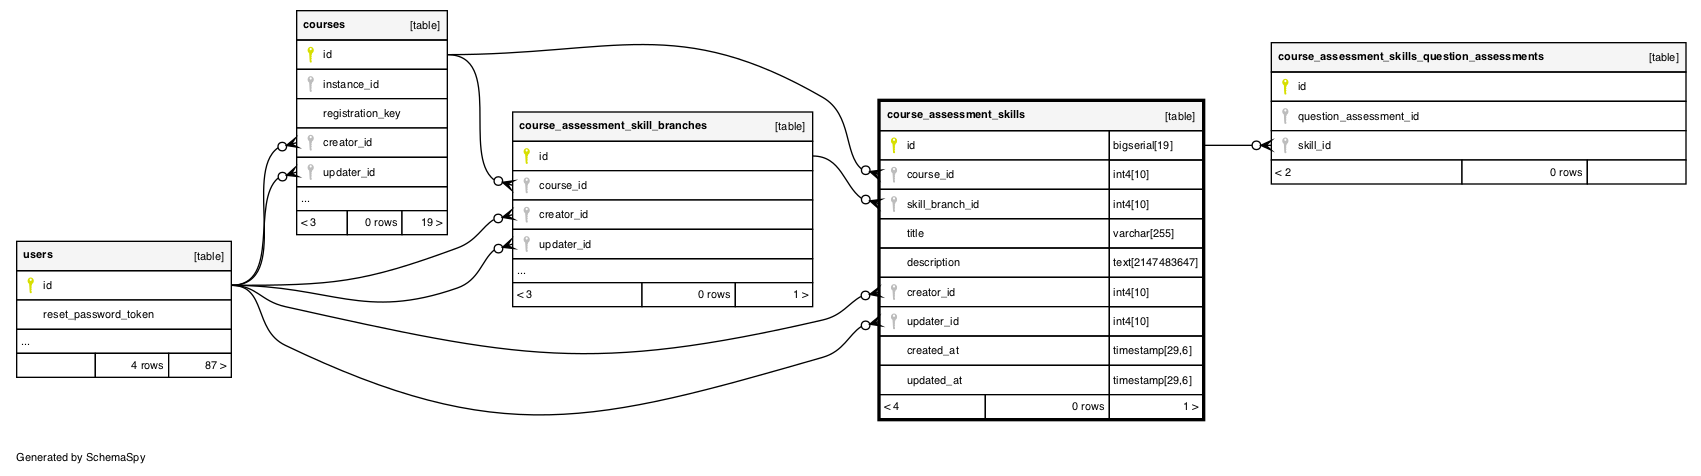 courses [table]
id
instance_id
registration_key
creator_id
updater_id
...
< 3 0 rows 19 >
users [table]
id
reset_password_token
...
4 rows 87 >
course_assessment_skill_branches [table]
id
course_id
creator_id
updater_id
...
< 3 0 rows 1 >
course_assessment_skills [table]
id bigserial[19]
course_id int4[10]
skill_branch_id int4[10]
title varchar[255]
description text[2147483647]
creator_id int4[10]
updater_id int4[10]
created_at timestamp[29,6]
updated_at timestamp[29,6]
< 4 0 rows 1 >
course_assessment_skills_question_assessments [table]
id
question_assessment_id
skill_id
< 2 0 rows
Generated by SchemaSpy